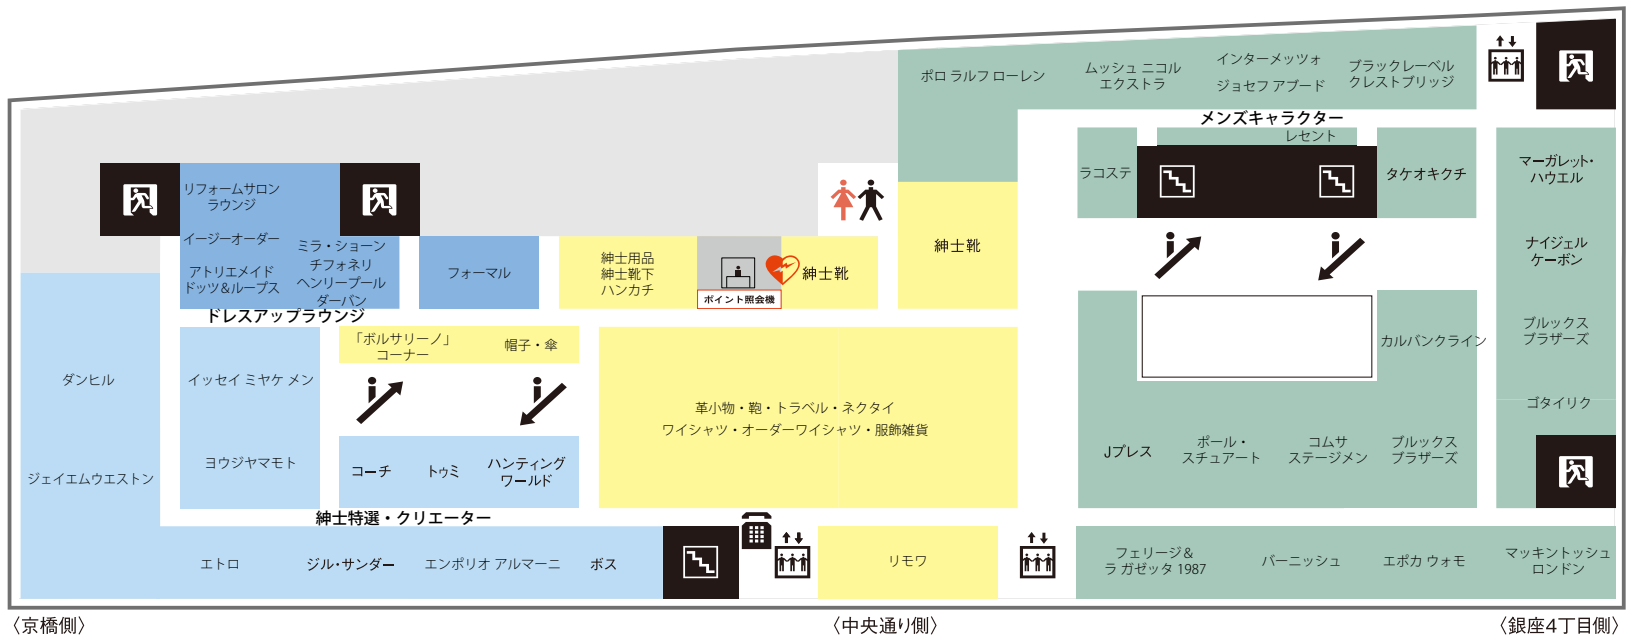 ポロ ラルフ ローレン
ムッシュ ニコル
エクストラ
インターメッツォ
ジョセフ アブード
ブラックレーベル
クレストブリッジ
メンズキャラクター
レセント
ラコステ
タケオキクチ
マーガレット・
ハウエル
リフォームサロン
ラウンジ
イージーオーダー
アトリエメイド
ドッツ&ループス
ミラ・ショーン
チフォネリ
ヘンリープール
ダーバン
フォーマル
紳士用品
紳士靴下
ハンカチ
ポイント照会機
紳士靴
紳士靴
ナイジェル
ケーボン
ドレスアップラウンジ
「ボルサリーノ」
コーナー
帽子・傘
カルバンクライン
ブルックス
ブラザーズ
ダンヒル
イッセイ ミヤケ メン
革小物・鞄・トラベル・ネクタイ
ワイシャツ・オーダーワイシャツ・服飾雑貨
ゴタイリク
ジェイエムウエストン
ヨウジヤマモト
コーチ
トゥミ
ハンティング
ワールド
Jプレス
ポール・
スチュアート
コムサ
ステージメン
ブルックス
ブラザーズ
紳士特選・クリエーター
エトロ
ジル・サンダー
エンポリオ アルマーニ
ボス
リモワ
フェリージ&
ラ ガゼッタ 1987
バーニッシュ
エポカ ウォモ
マッキントッシュ
ロンドン
〈京橋側〉
〈中央通り側〉
〈銀座4丁目側〉